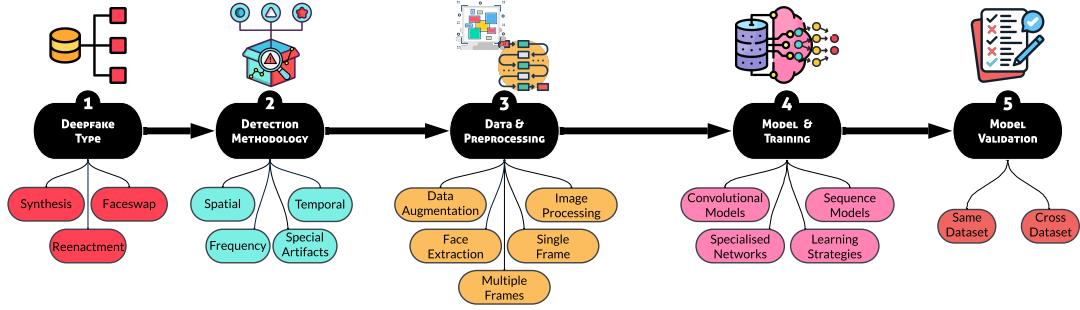 1
Deepfake
Type
2
Detection
Methodology
3
Data &
Preprocessing
4
Model &
Training
5
Model
Validation
Synthesis
Faceswap
Reenactment
Spatial
Temporal
Frequency
Special
Artifacts
Data
Augmentation
Image
Processing
Face
Extraction
Single
Frame
Multiple
Frames
Convolutional
Models
Sequence
Models
Specialised
Networks
Learning
Strategies
Same
Dataset
Cross
Dataset